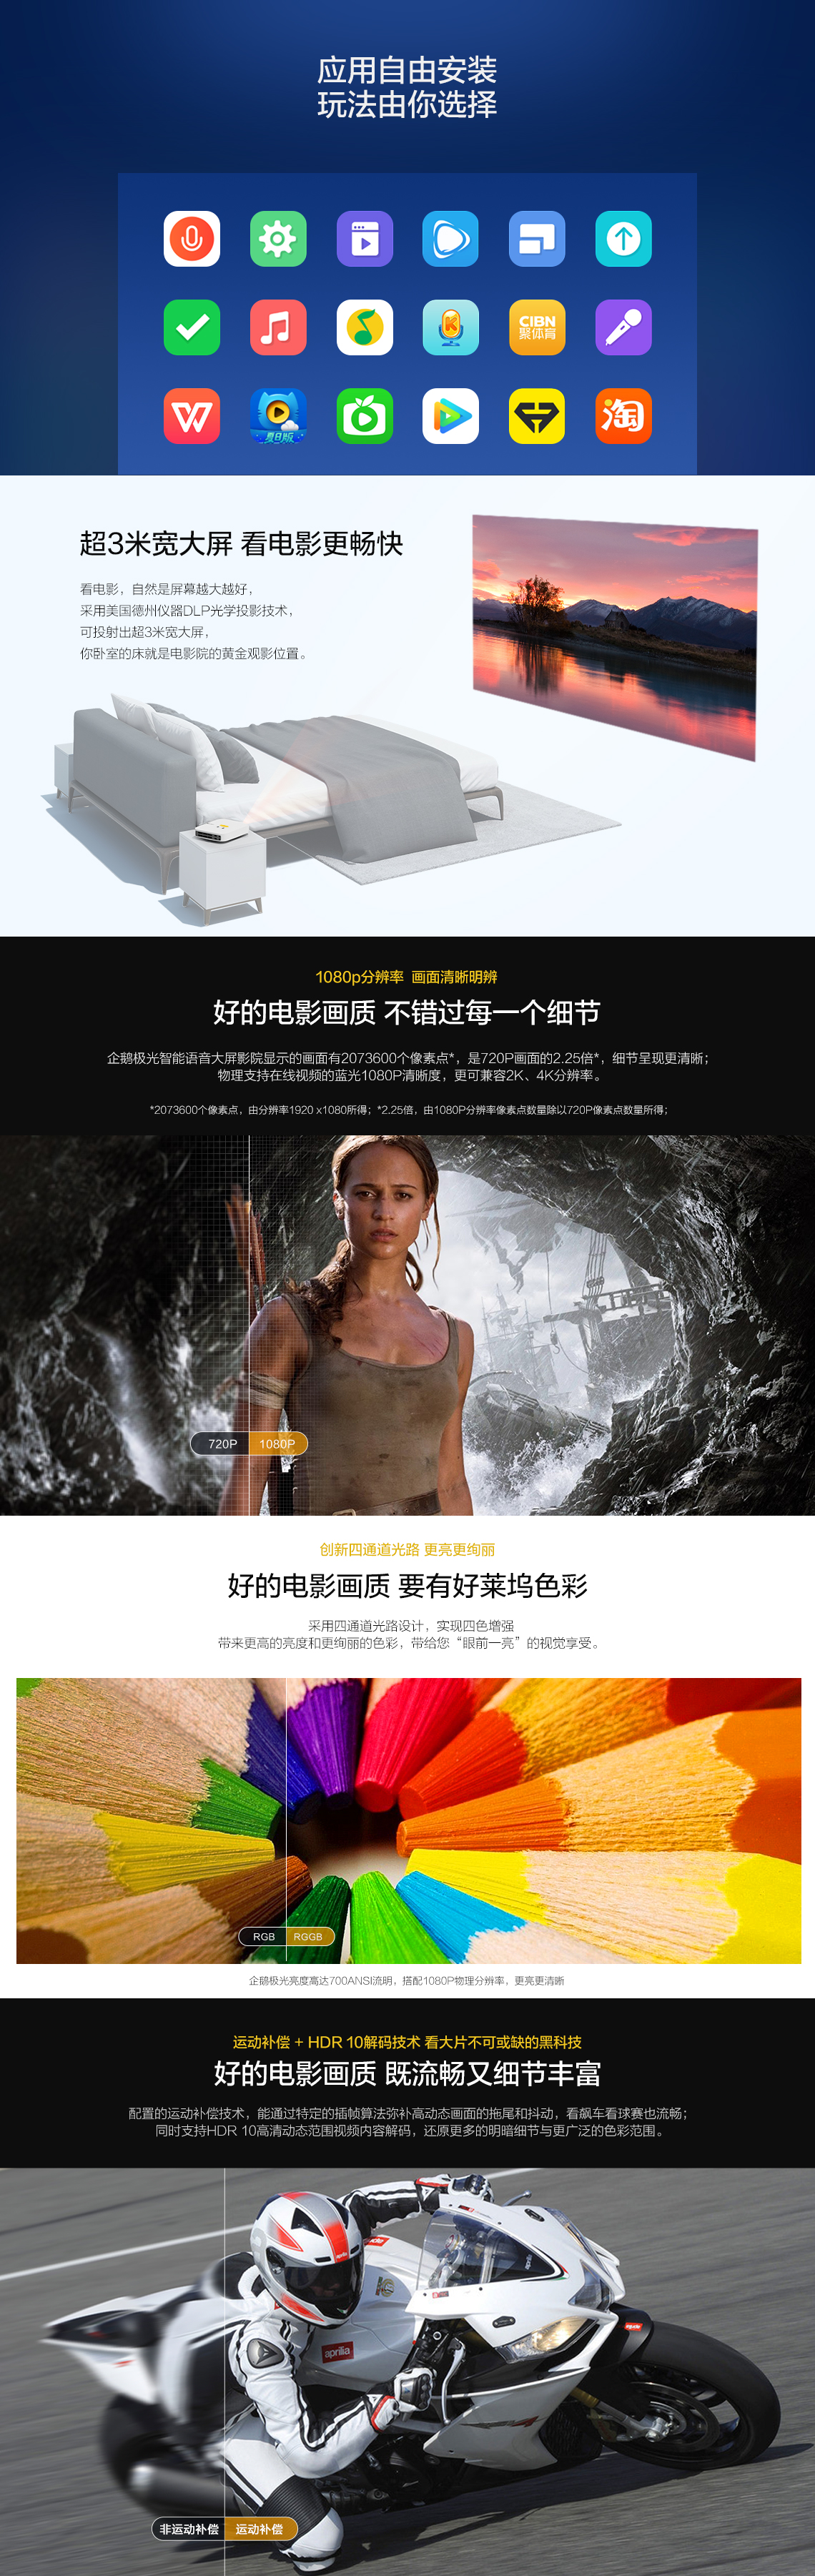 应用自由安装
玩法由你选择
CIBN
聚体育
夏日版
淘
超3米宽大屏 看电影更畅快
看电影，自然是屏幕越大越好，
采用美国德州仪器DLP光学投影技术，
可投射出超3米宽大屏，
你卧室的床就是电影院的黄金观影位置。
1080p分辨率 画面清晰明辨
好的电影画质 不错过每一个细节
企鹅极光智能语音大屏影院显示的画面有2073600个像素点*，是720P画面的2.25倍*，细节呈现更清晰；
物理支持在线视频的蓝光1080P清晰度，更可兼容2K、4K分辨率。
*2073600个像素点，由分辨率1920 x1080所得；*2.25倍，由1080P分辨率像素点数量除以720P像素点数量所得；
720P 1080P
创新四通道光路 更亮更绚丽
好的电影画质 要有好莱坞色彩
采用四通道光路设计，实现四色增强
带来更高的亮度和更绚丽的色彩，带给您“眼前一亮”的视觉享受。
RGB RGGB
企鹅极光亮度高达700ANSI流明，搭配1080P物理分辨率，更亮更清晰
运动补偿 + HDR 10解码技术 看大片不可或缺的黑科技
好的电影画质 既流畅又细节丰富
配置的运动补偿技术，能通过特定的插帧算法弥补高动态画面的拖尾和抖动，看飙车看球赛也流畅；
同时支持HDR 10高清动态范围视频内容解码，还原更多的明暗细节与更广泛的色彩范围。
aprilia
非运动补偿 运动补偿